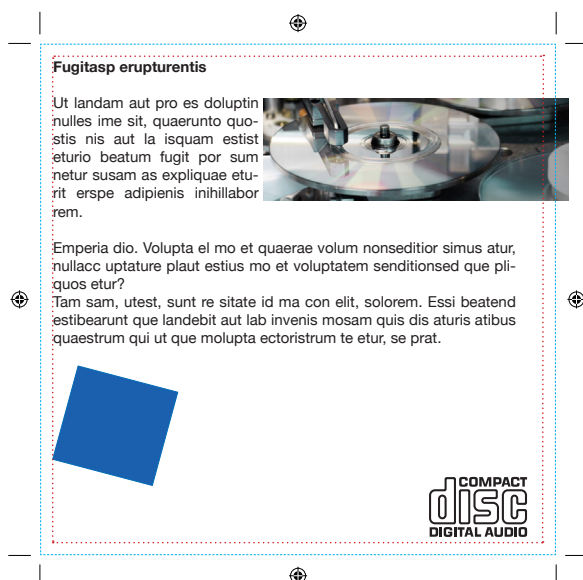 Fugitasp erupturentis
Ut landam aut pro es doluptin
nulles ime sit, quaerunto quo-
stis nis aut la isquam estist
eturio beatum fugit por sum
netur susam as expliquae etu-
rit erspe adipienis inihillabor
rem.
Emperia dio. Volupta el mo et quaerae volum nonseditior simus atur,
nullacc uptature plaut estius mo et voluptatem senditionsed que pli-
quos etur?
Tam sam, utest, sunt re sitate id ma con elit, solorem. Essi beatend
estibearunt que landebit aut lab invenis mosam quis dis aturis atibus
quaestrum qui ut que molupta ectoristrum te etur, se prat.
COMPACT
disc
DIGITAL AUDIO